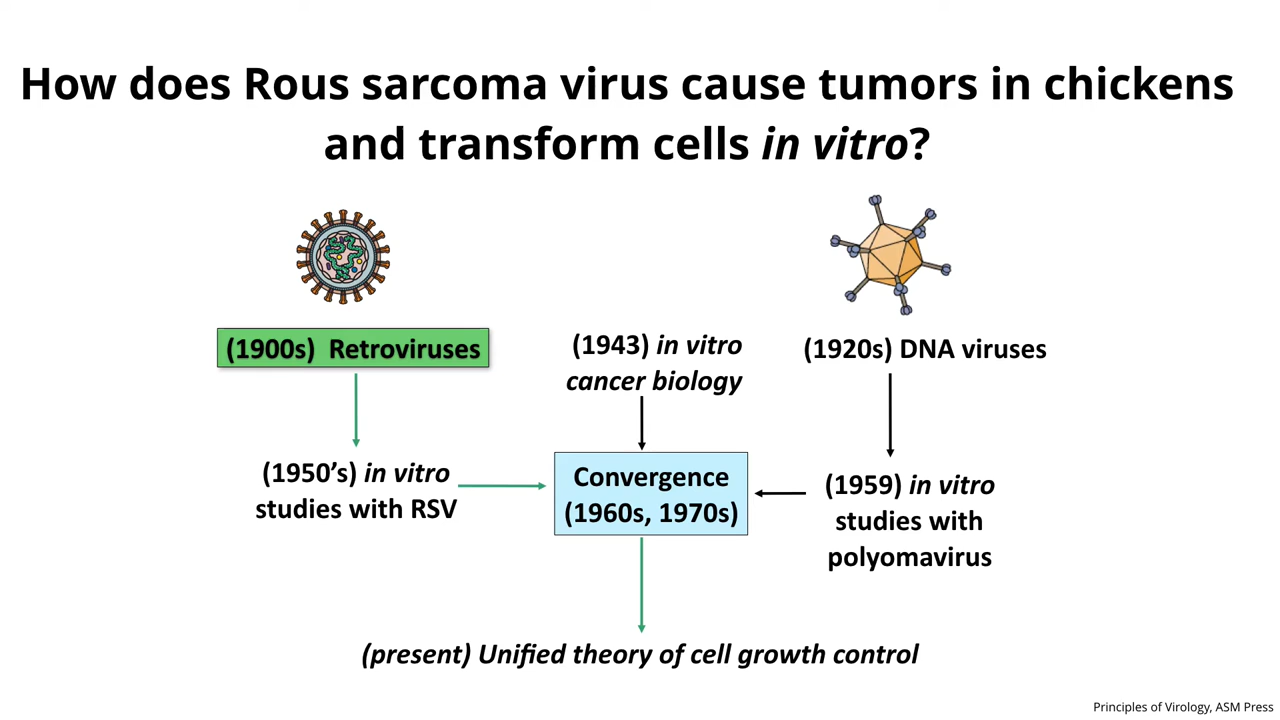 How does Rous sarcoma virus cause tumors in chickens
and transform cells in vitro?
(1900s) Retroviruses
(1943) in vitro
cancer biology
(1920s) DNA viruses
(1950’s) in vitro
studies with RSV
Convergence
(1960s, 1970s)
(1959) in vitro
studies with
polyomavirus
(present) Unified theory of cell growth control
Principles of Virology, ASM Press